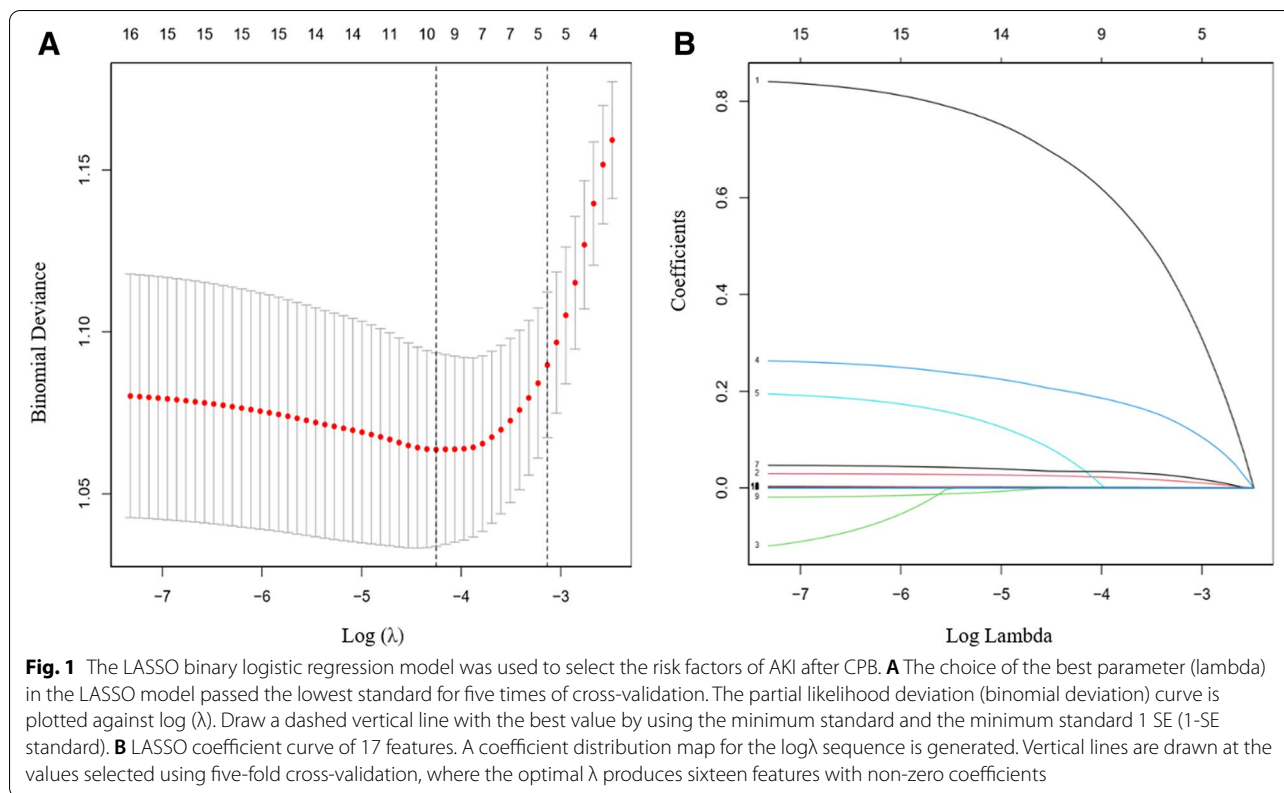 A
16 15 15 15 15 14 14 11 10 9 7 7 5 5 4
Binomial Deviance
1.15
1.10
1.05
−7 −6 −5 −4 −3
Log (λ)
B
15 15 14 9 5
Coefficients
0.8
0.6
0.4
0.2
0.0
1
4
5
7
2
9
3
−7 −6 −5 −4 −3
Log Lambda
Fig. 1 The LASSO binary logistic regression model was used to select the risk factors of AKI after CPB. A The choice of the best parameter (lambda)
in the LASSO model passed the lowest standard for five times of cross-validation. The partial likelihood deviation (binomial deviation) curve is
plotted against log (λ). Draw a dashed vertical line with the best value by using the minimum standard and the minimum standard 1 SE (1-SE
standard). B LASSO coefficient curve of 17 features. A coefficient distribution map for the logλ sequence is generated. Vertical lines are drawn at the
values selected using five-fold cross-validation, where the optimal λ produces sixteen features with non-zero coefficients